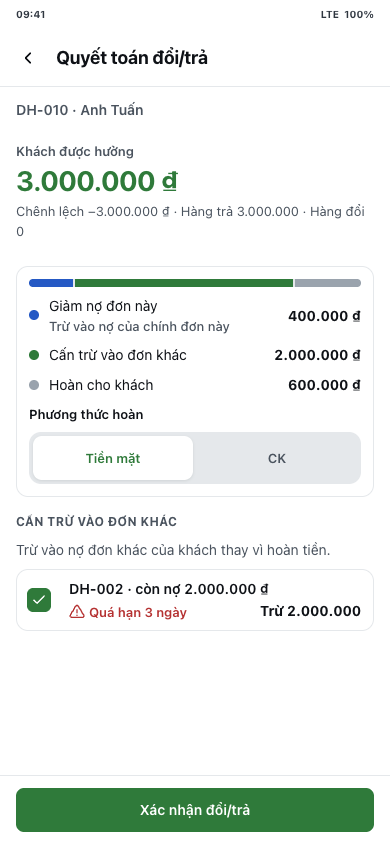 09:41 LTE 100%
Quyết toán đổi/trả
DH-010 · Anh Tuấn
Khách được hưởng
3.000.000 ₫
Chênh lệch −3.000.000 ₫ · Hàng trả 3.000.000 · Hàng đổi
0
Giảm nợ đơn này
400.000 ₫
Trừ vào nợ của chính đơn này
Cấn trừ vào đơn khác 2.000.000 ₫
Hoàn cho khách 600.000 ₫
Phương thức hoàn
Tiền mặt CK
CẤN TRỪ VÀO ĐƠN KHÁC
Trừ vào nợ đơn khác của khách thay vì hoàn tiền.
DH-002 · còn nợ 2.000.000 ₫
Quá hạn 3 ngày Trừ 2.000.000
Xác nhận đổi/trả